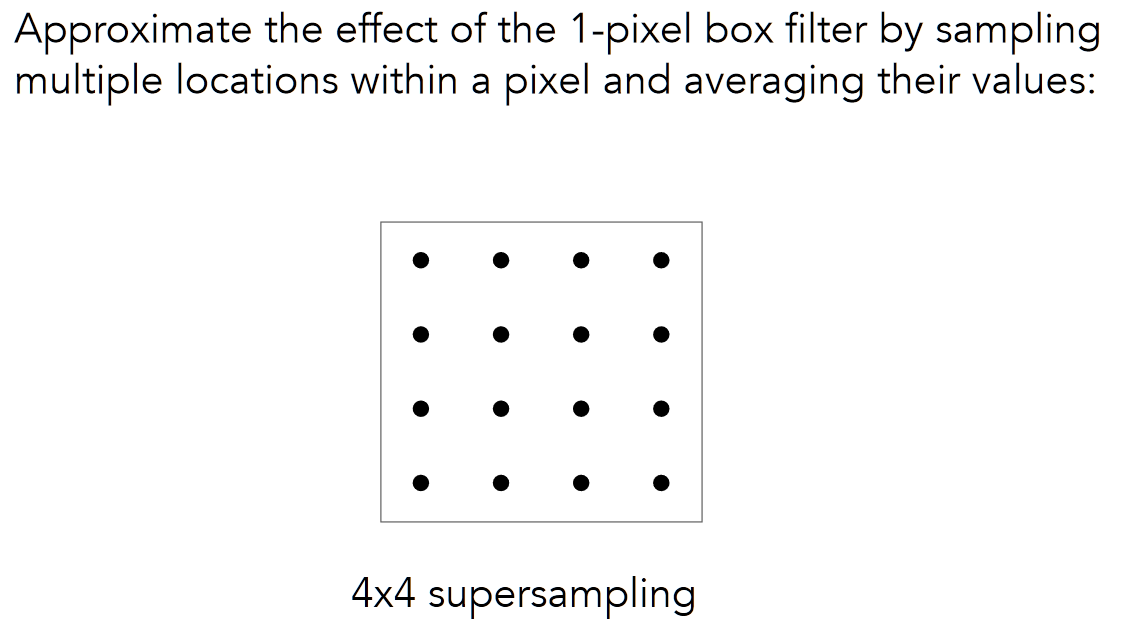 Approximate the effect of the 1-pixel box filter by sampling
multiple locations within a pixel and averaging their values:
4x4 supersampling